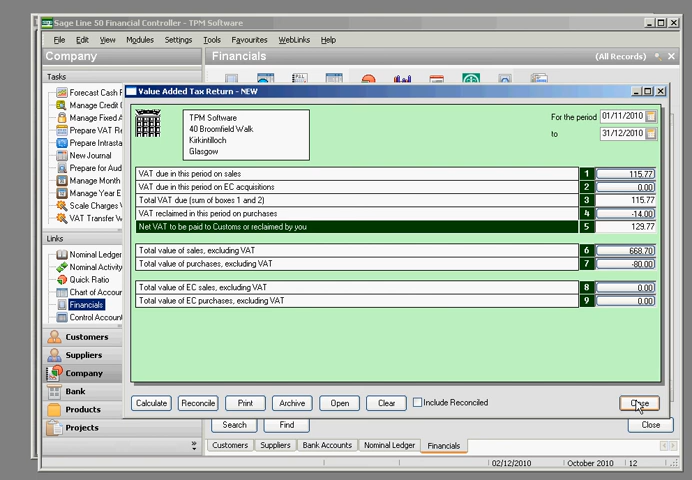 Sage Line 50 Financial Controller - TPM Software
File Edit View Modules Settings Tools Favourites WebLinks Help
Company
Financials
(All Records)
Tasks
Forecast Cash F
Manage Credit C
Manage Fixed A
Prepare VAT Re
Prepare Intrasta
New Journal
Prepare for Aud
Manage Month
Manage Year E
Scale Charges V
VAT Transfer W
Links
Nominal Ledger
Nominal Activity
Quick Ratio
Chart of Accour
Financials
Control Account
Customers
Suppliers
Company
Bank
Products
Projects
Value Added Tax Return - NEW
TPM Software
40 Broomfield Walk
Kirkintilloch
Glasgow
For the period 01/11/2010
to 31/12/2010
VAT due in this period on sales 1 115.77
VAT due in this period on EC acquisitions 2 0.00
Total VAT due (sum of boxes 1 and 2) 3 115.77
VAT reclaimed in this period on purchases 4 -14.00
Net VAT to be paid to Customs or reclaimed by you 5 129.77
Total value of sales, excluding VAT 6 668.70
Total value of purchases, excluding VAT 7 -80.00
Total value of EC sales, excluding VAT 8 0.00
Total value of EC purchases, excluding VAT 9 0.00
Calculate Reconcile Print Archive Open Clear Include Reconciled Close
Search Find Close
Customers Suppliers Bank Accounts Nominal Ledger Financials
02/12/2010 October 2010 12